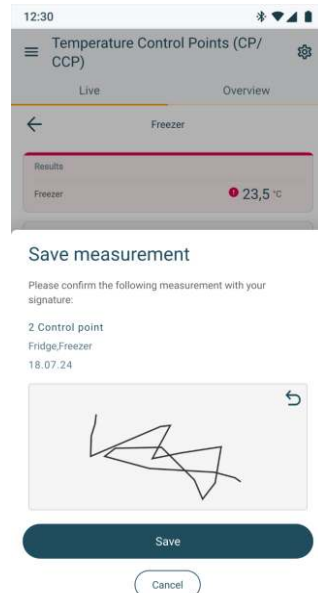 12:30
Temperature Control Points (CP/
CCP)
Live Overview
Freezer
Results
Freezer 23,5 °C
Save measurement
Please confirm the following measurement with your
signature:
2 Control point
Fridge,Freezer
18.07.24
Save
Cancel